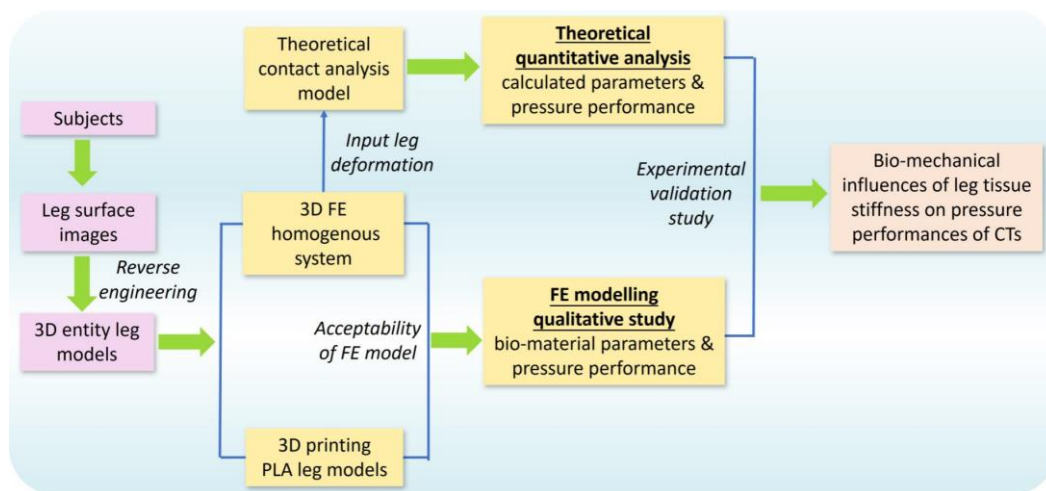 Subjects
Leg surface
images
Reverse
engineering
3D entity leg
models
Theoretical
contact analysis
model
Input leg
deformation
3D FE
homogenous
system
Acceptability
of FE model
3D printing
PLA leg models
Theoretical
quantitative analysis
calculated parameters &
pressure performance
Experimental
validation
study
FE modelling
qualitative study
bio-material parameters &
pressure performance
Bio-mechanical
influences of leg tissue
stiffness on pressure
performances of CTs